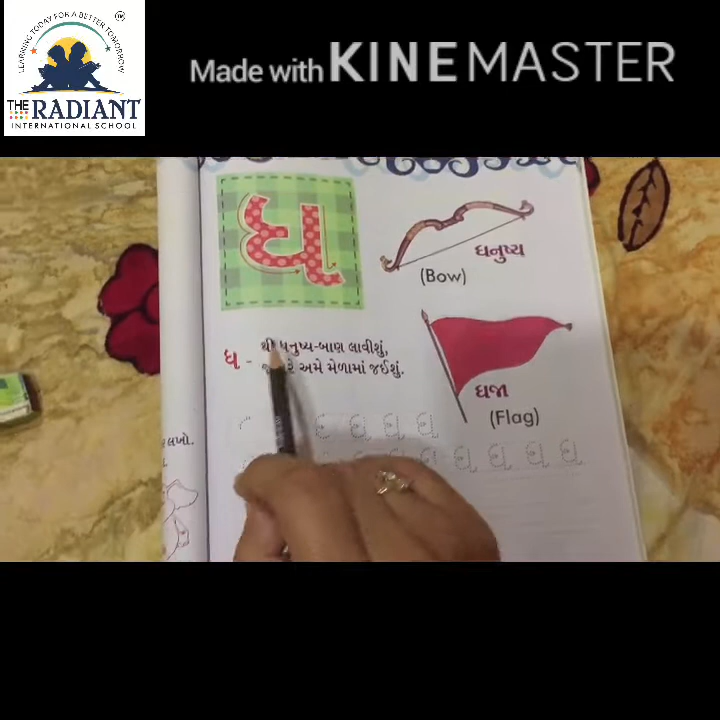 LEARNING TODAY FOR A BETTER TOMORROW
TM
THE RADIANT
INTERNATIONAL SCHOOL
Made with KINEMASTER
ધ
ધનુષ્ય
(Bow)
ધ - થી ધનુષ્ય-બાણ લાવીશું,
અમે મેળામાં જઈશું.
ધજા
(Flag)
ધ ધ ધ ધ
લખો.
ધ ધ ધ ધ ધ